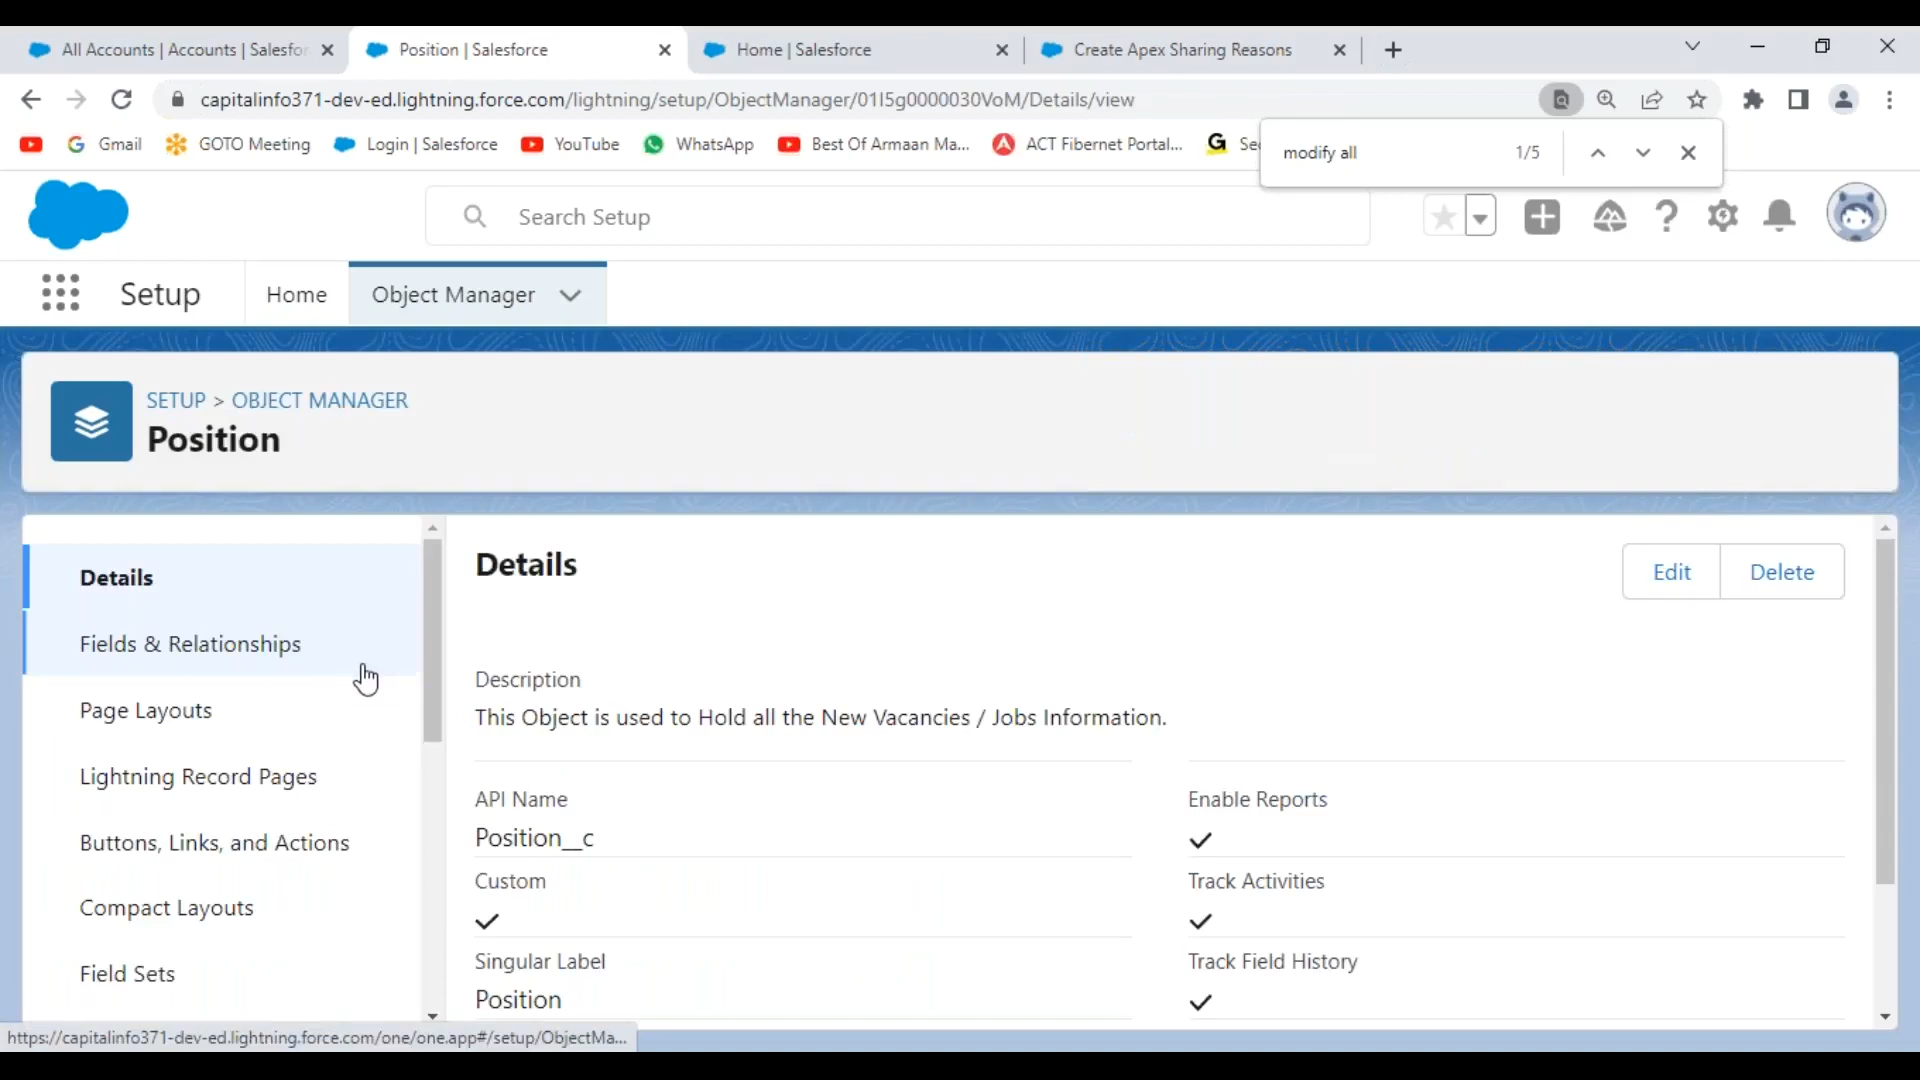 All Accounts | Accounts | Salesfor
Position | Salesforce
Home | Salesforce
Create Apex Sharing Reasons
capitalinfo371-dev-ed.lightning.force.com/lightning/setup/ObjectManager/01I5g0000030VoM/Details/view
Gmail
GOTO Meeting
Login | Salesforce
YouTube
WhatsApp
Best Of Armaan Ma...
ACT Fibernet Portal...
Se
modify all
1/5
Search Setup
Setup
Home
Object Manager
SETUP > OBJECT MANAGER
Position
Details
Fields & Relationships
Page Layouts
Lightning Record Pages
Buttons, Links, and Actions
Compact Layouts
Field Sets
Details
Edit
Delete
Description
This Object is used to Hold all the New Vacancies / Jobs Information.
API Name
Position__c
Enable Reports
Custom
Track Activities
Singular Label
Position
Track Field History
https://capitalinfo371-dev-ed.lightning.force.com/one/one.app#/setup/ObjectMa...